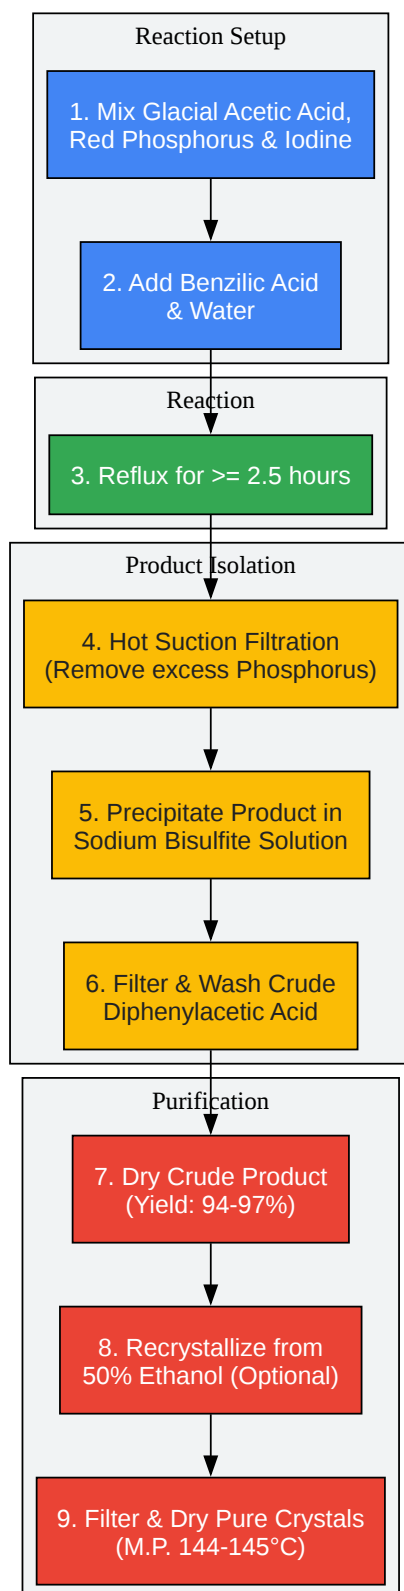 Reaction Setup
1. Mix Glacial Acetic Acid,
Red Phosphorus & Iodine
2. Add Benzilic Acid
& Water
Reaction
3. Reflux for >= 2.5 hours
Product Isolation
4. Hot Suction Filtration
(Remove excess Phosphorus)
5. Precipitate Product in
Sodium Bisulfite Solution
6. Filter & Wash Crude
Diphenylacetic Acid
Purification
7. Dry Crude Product
(Yield: 94-97%)
8. Recrystallize from
50% Ethanol (Optional)
9. Filter & Dry Pure Crystals
(M.P. 144-145°C)